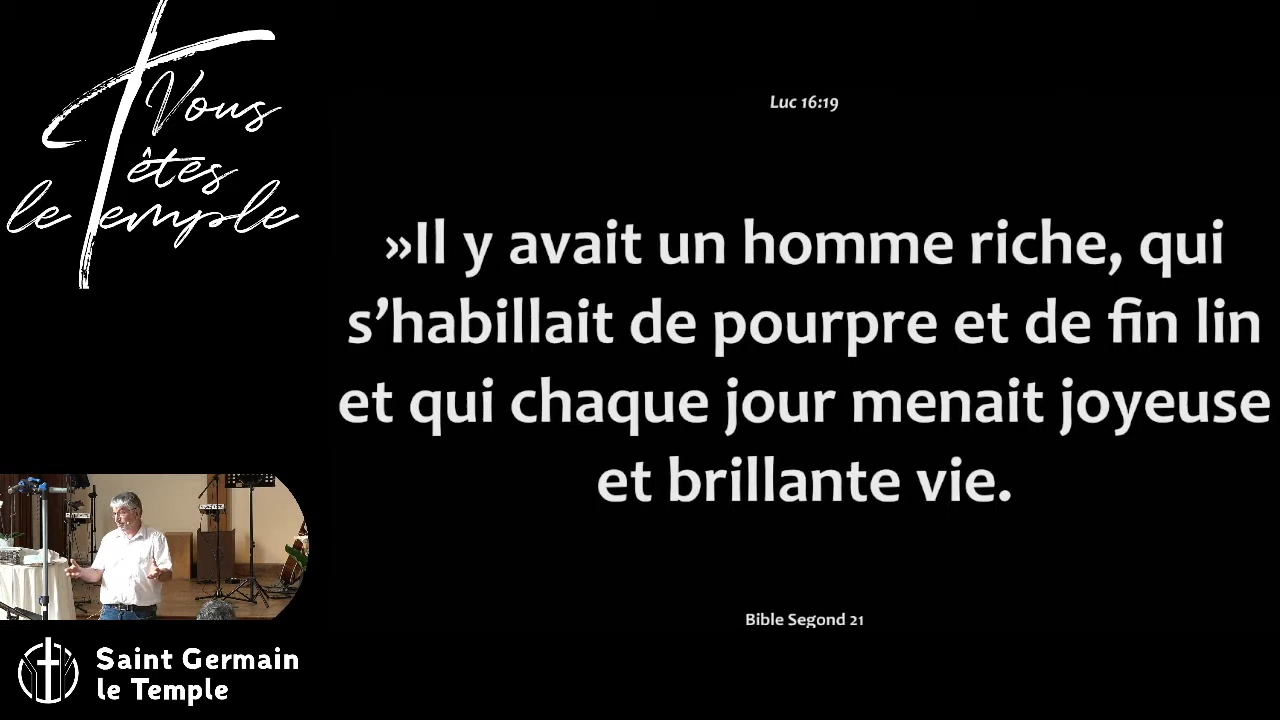 Vous
êtes
le temple
Luc 16:19
»Il y avait un homme riche, qui
s’habillait de pourpre et de fin lin
et qui chaque jour menait joyeuse
et brillante vie.
Bible Segond 21
Saint Germain
le Temple